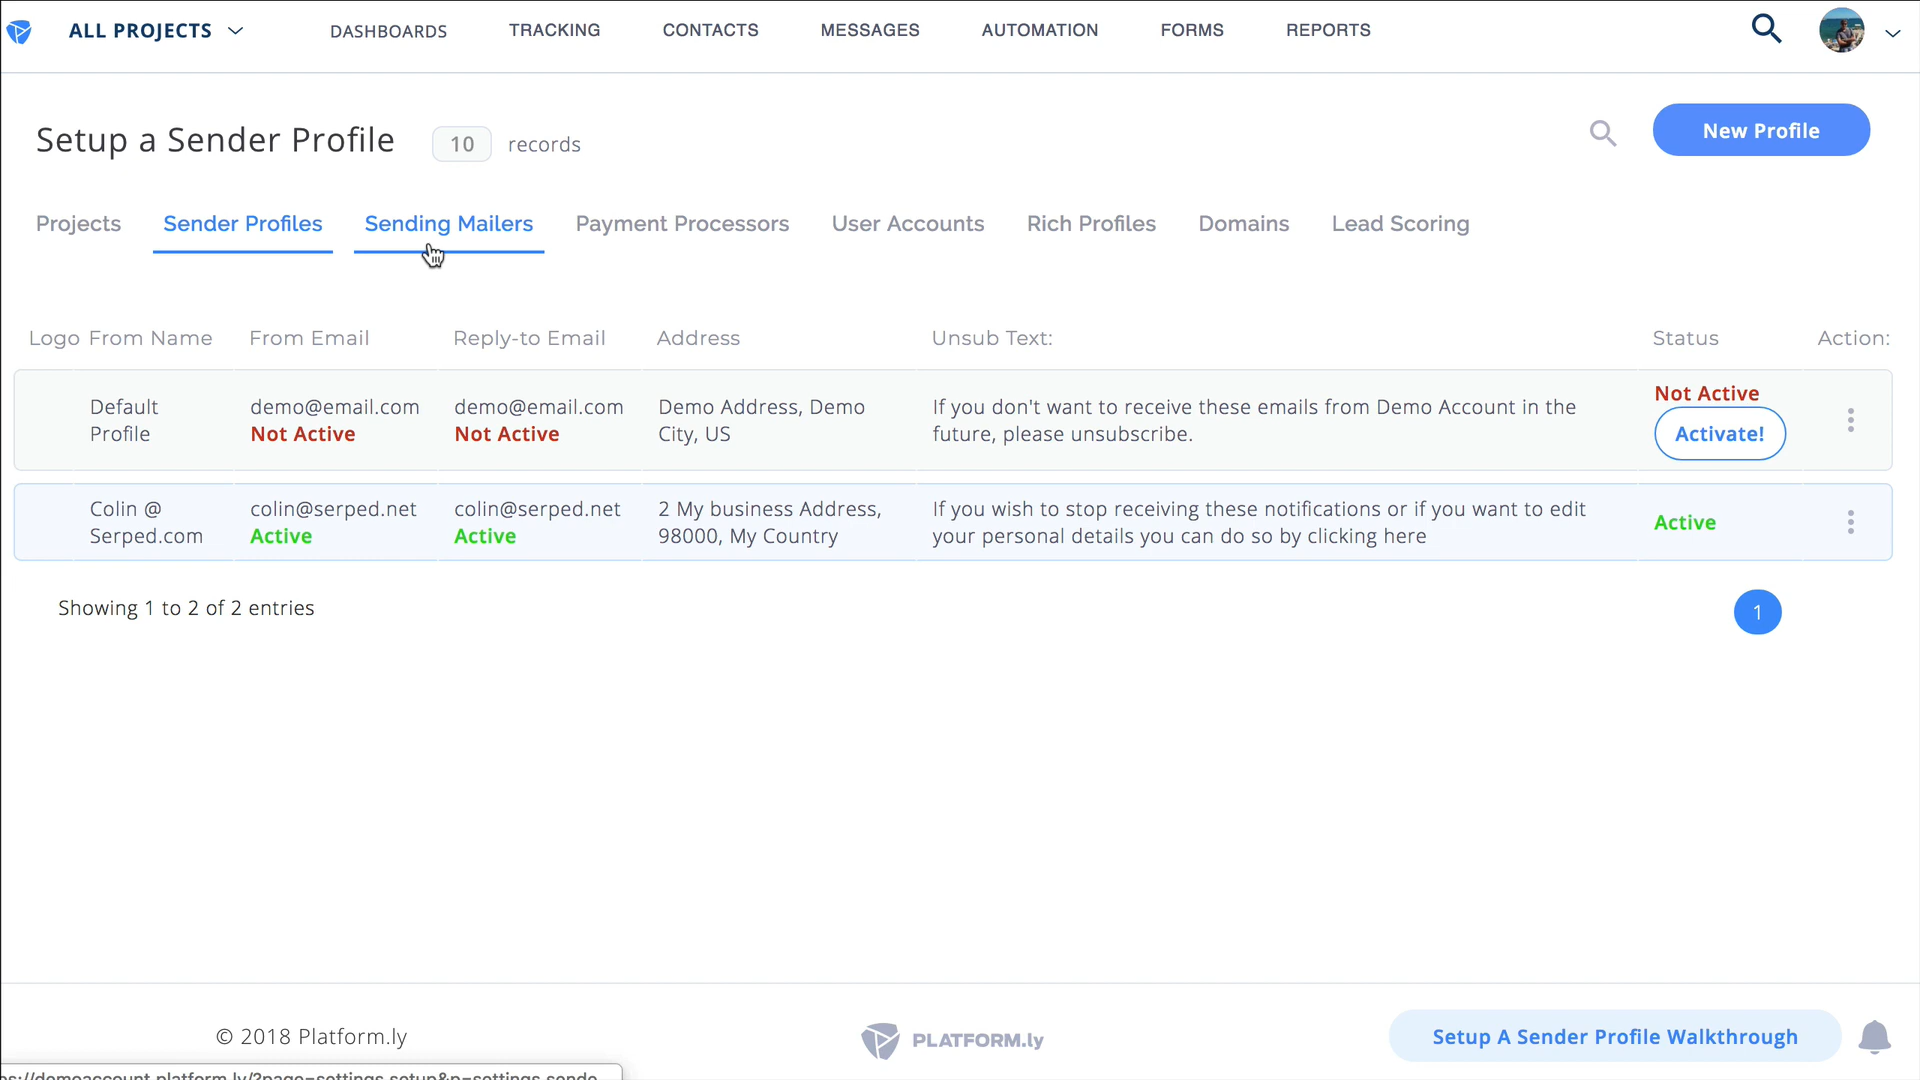 ALL PROJECTS DASHBOARDS TRACKING CONTACTS MESSAGES AUTOMATION FORMS REPORTS
Setup a Sender Profile 10 records New Profile
Projects Sender Profiles Sending Mailers Payment Processors User Accounts Rich Profiles Domains Lead Scoring
Logo From Name From Email Reply-to Email Address Unsub Text: Status Action:
Default demo@email.com demo@email.com Demo Address, Demo If you don't want to receive these emails from Demo Account in the Not Active
Profile Not Active Not Active City, US future, please unsubscribe. Activate!
Colin @ colin@serped.net colin@serped.net 2 My business Address, If you wish to stop receiving these notifications or if you want to edit Active
Serped.com Active Active 98000, My Country your personal details you can do so by clicking here
Showing 1 to 2 of 2 entries 1
© 2018 Platform.ly PLATFORM.ly Setup A Sender Profile Walkthrough